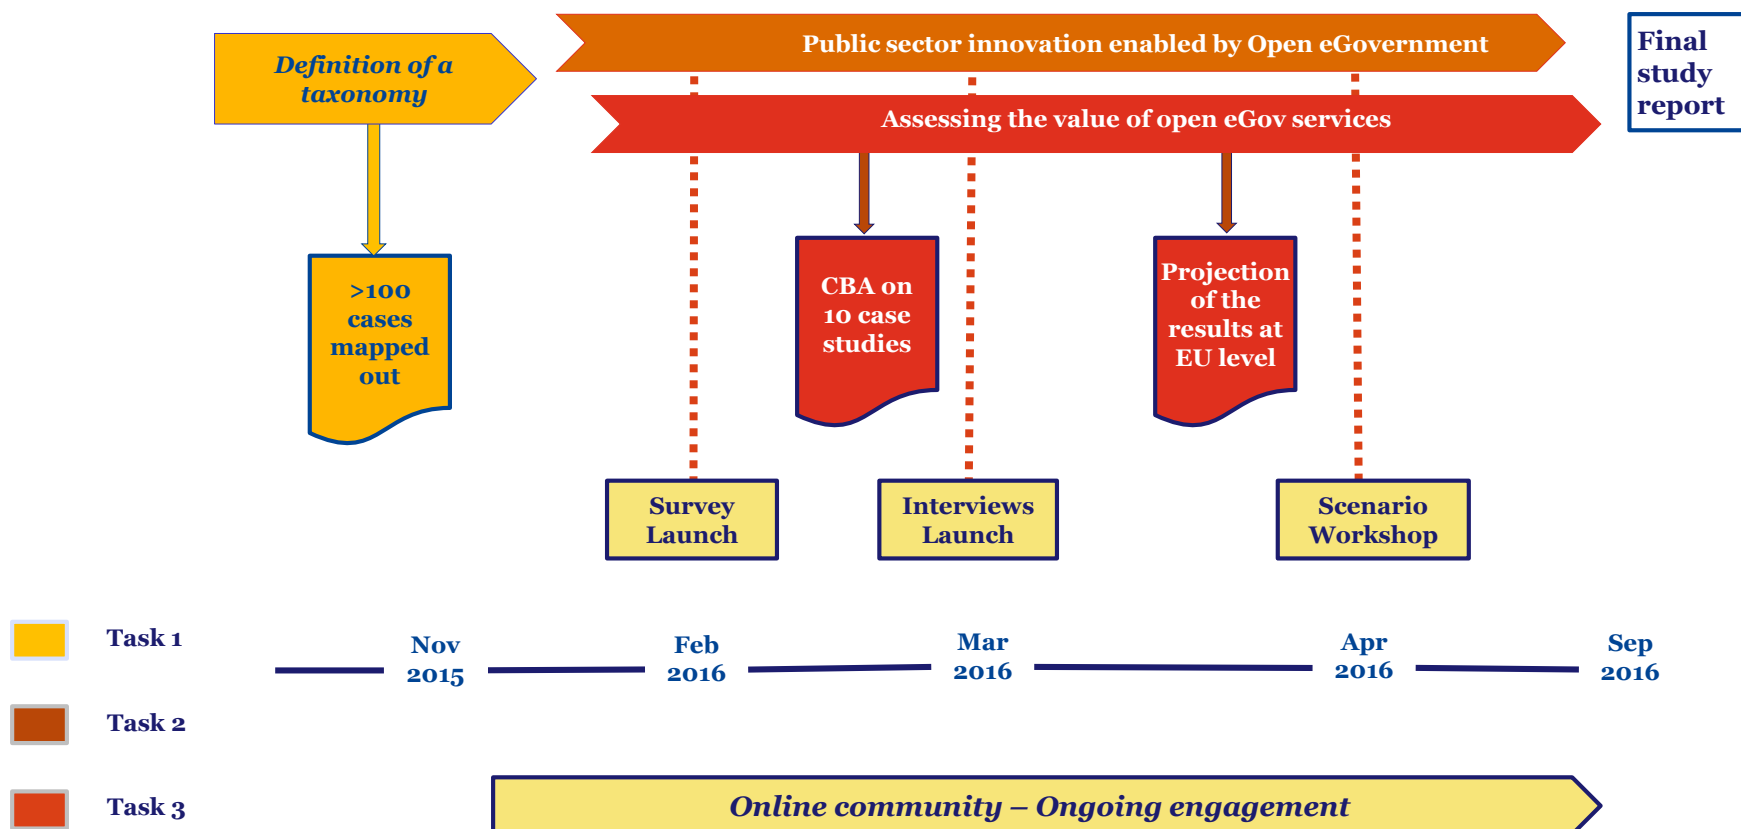 Definition of a
taxonomy
Public sector innovation enabled by Open eGovernment
Final
study
report
Assessing the value of open eGov services
>100
cases
mapped
out
CBA on
10 case
studies
Projection
of the
results at
EU level
Survey
Launch
Interviews
Launch
Scenario
Workshop
Task 1
Nov
2015
Feb
2016
Mar
2016
Apr
2016
Sep
2016
Task 2
Task 3
Online community – Ongoing engagement